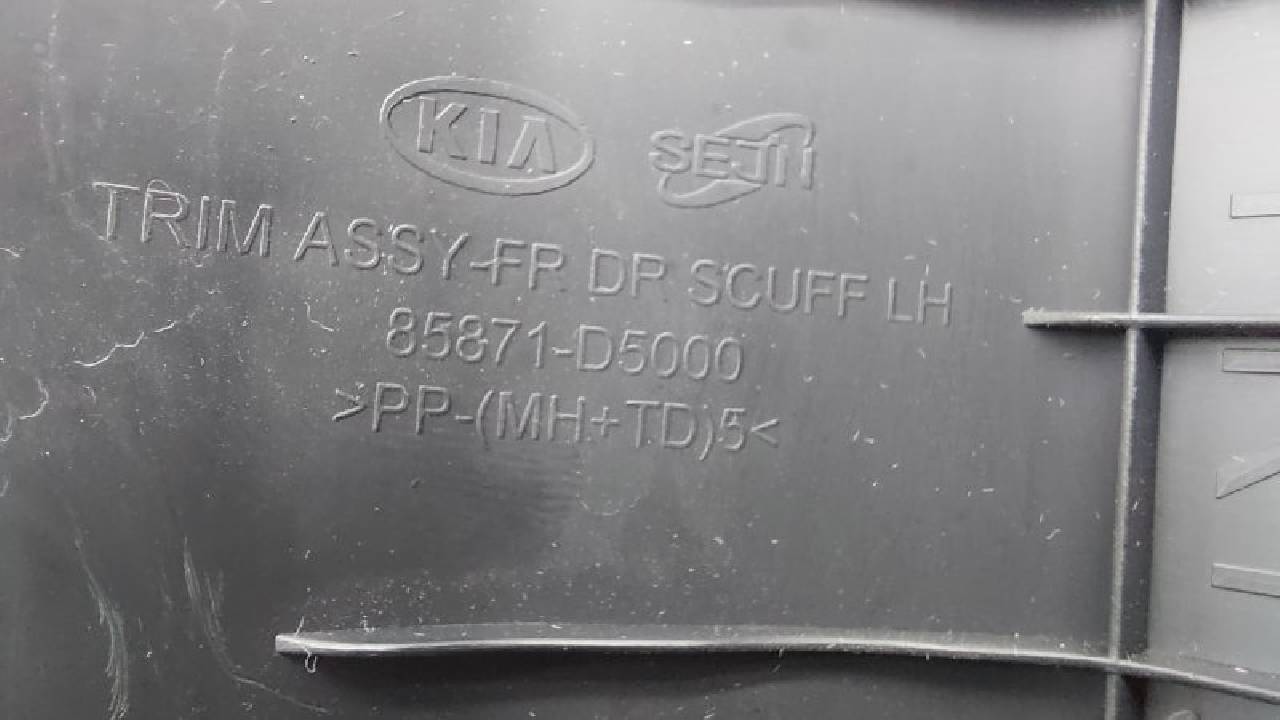 KIA SEJIN
TRIM ASSY-FR DR SCUFF LH
85871-D5000
>PP-(MH+TD)5<